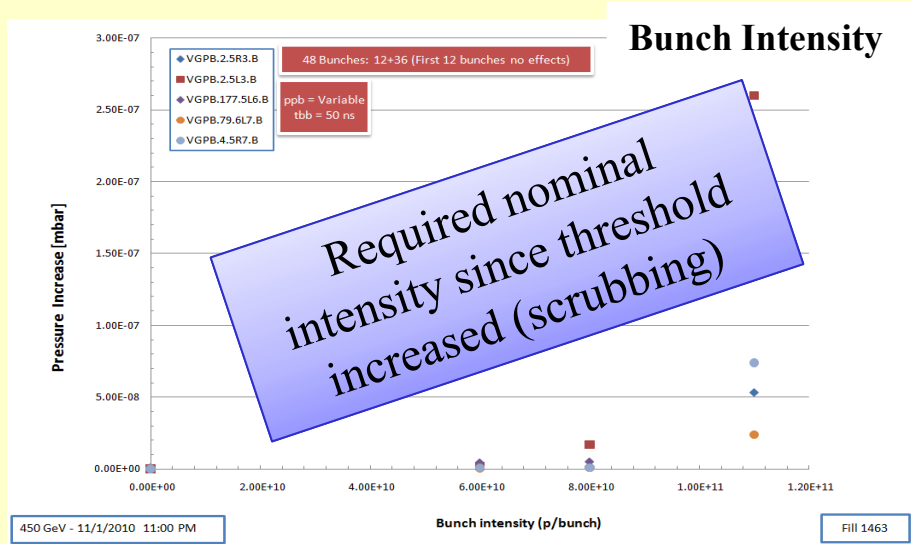 Bunch Intensity
3.00E-07
2.50E-07
2.00E-07
1.50E-07
1.00E-07
5.00E-08
0.00E+00
Pressure Increase [mbar]
VGPB.2.5R3.B
VGPB.2.5L3.B
VGPB.177.5L6.B
VGPB.79.6L7.B
VGPB.4.5R7.B
48 Bunches: 12+36 (First 12 bunches no effects)
ppb = Variable
tbb = 50 ns
Required nominal
intensity since threshold
increased (scrubbing)
0.00E+00 2.00E+10 4.00E+10 6.00E+10 8.00E+10 1.00E+11 1.20E+11
Bunch intensity (p/bunch)
450 GeV - 11/1/2010 11:00 PM
Fill 1463